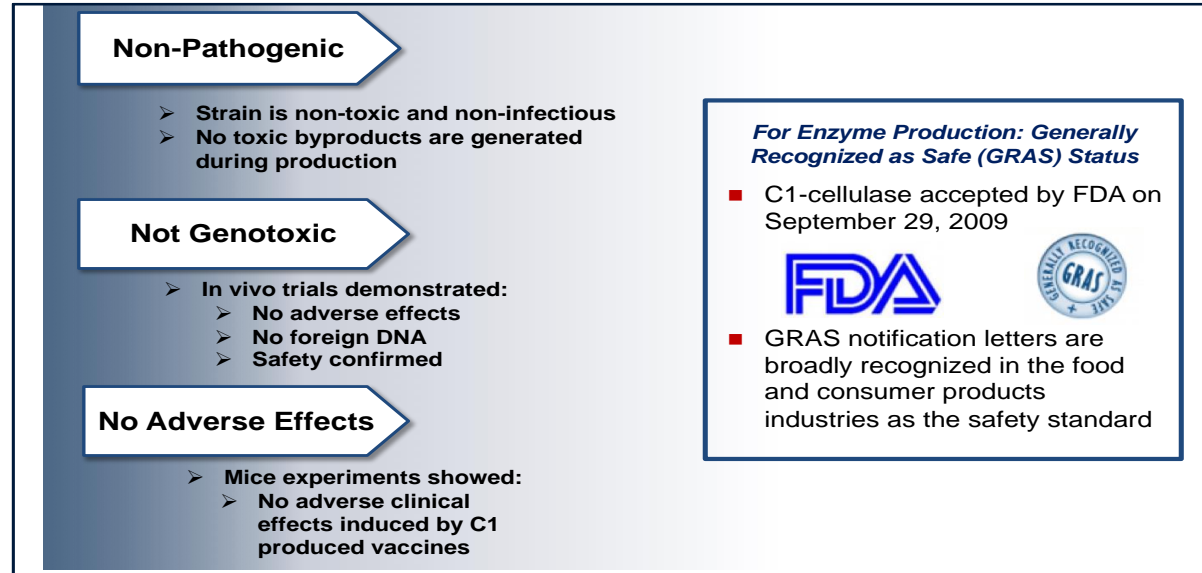 Non-Pathogenic
➢ Strain is non-toxic and non-infectious
➢ No toxic byproducts are generated
during production
Not Genotoxic
➢ In vivo trials demonstrated:
➢ No adverse effects
➢ No foreign DNA
➢ Safety confirmed
No Adverse Effects
➢ Mice experiments showed:
➢ No adverse clinical
effects induced by C1
produced vaccines
For Enzyme Production: Generally
Recognized as Safe (GRAS) Status
■ C1-cellulase accepted by FDA on
September 29, 2009
FDA
GENERALLY RECOGNIZED AS SAFE +
GRAS
■ GRAS notification letters are
broadly recognized in the food
and consumer products
industries as the safety standard